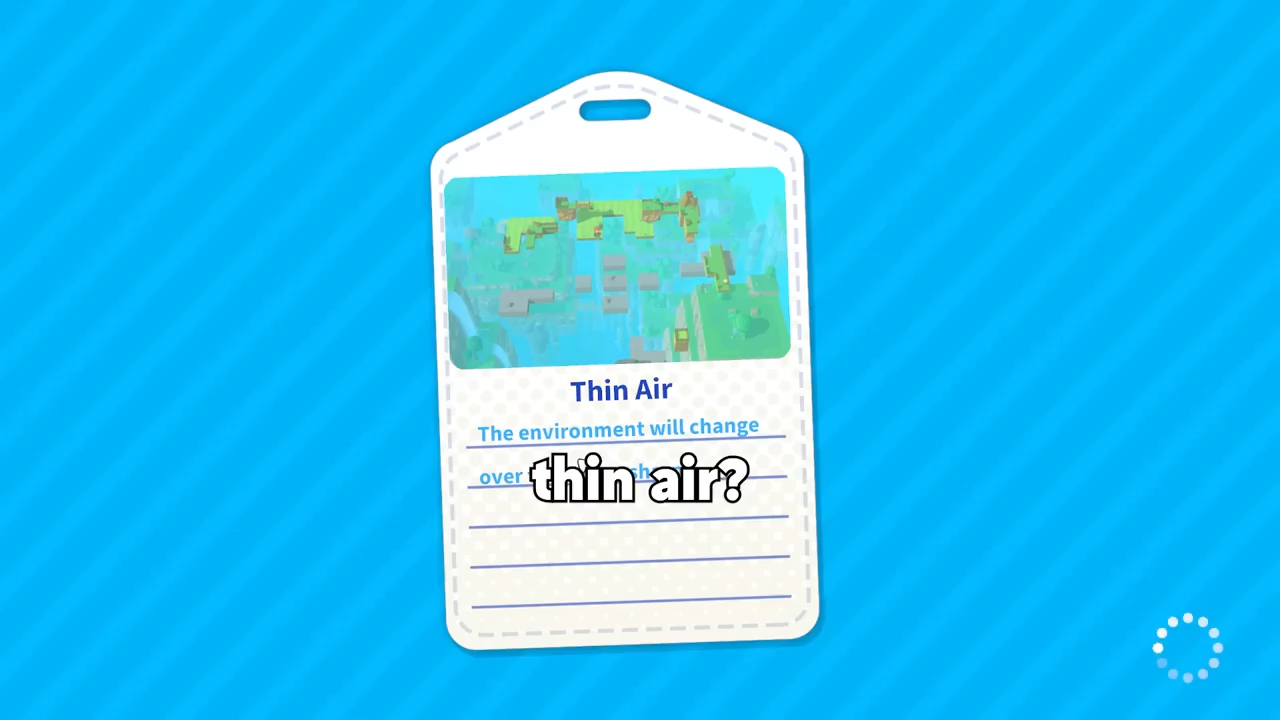 Thin Air
The environment will change
over
thin air?